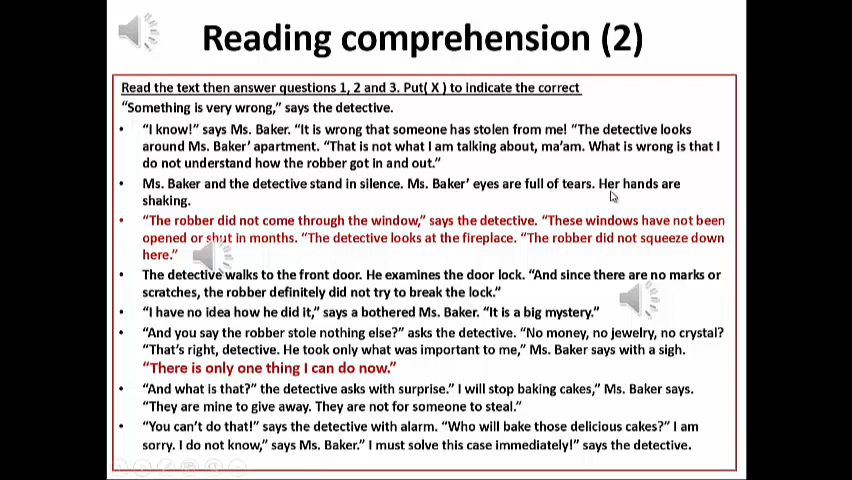 Reading comprehension (2)
Read the text then answer questions 1, 2 and 3. Put( X ) to indicate the correct
“Something is very wrong,” says the detective.
• “I know!” says Ms. Baker. “It is wrong that someone has stolen from me! “The detective looks
around Ms. Baker’ apartment. “That is not what I am talking about, ma’am. What is wrong is that I
do not understand how the robber got in and out.”
• Ms. Baker and the detective stand in silence. Ms. Baker’ eyes are full of tears. Her hands are
shaking.
• “The robber did not come through the window,” says the detective. “These windows have not been
opened or shut in months. “The detective looks at the fireplace. “The robber did not squeeze down
here.”
• The detective walks to the front door. He examines the door lock. “And since there are no marks or
scratches, the robber definitely did not try to break the lock.”
• “I have no idea how he did it,” says a bothered Ms. Baker. “It is a big mystery.”
• “And you say the robber stole nothing else?” asks the detective. “No money, no jewelry, no crystal?
“That’s right, detective. He took only what was important to me,” Ms. Baker says with a sigh.
“There is only one thing I can do now.”
• “And what is that?” the detective asks with surprise.” I will stop baking cakes,” Ms. Baker says.
“They are mine to give away. They are not for someone to steal.”
• “You can’t do that!” says the detective with alarm. “Who will bake those delicious cakes?” I am
sorry. I do not know,” says Ms. Baker.” I must solve this case immediately!” says the detective.